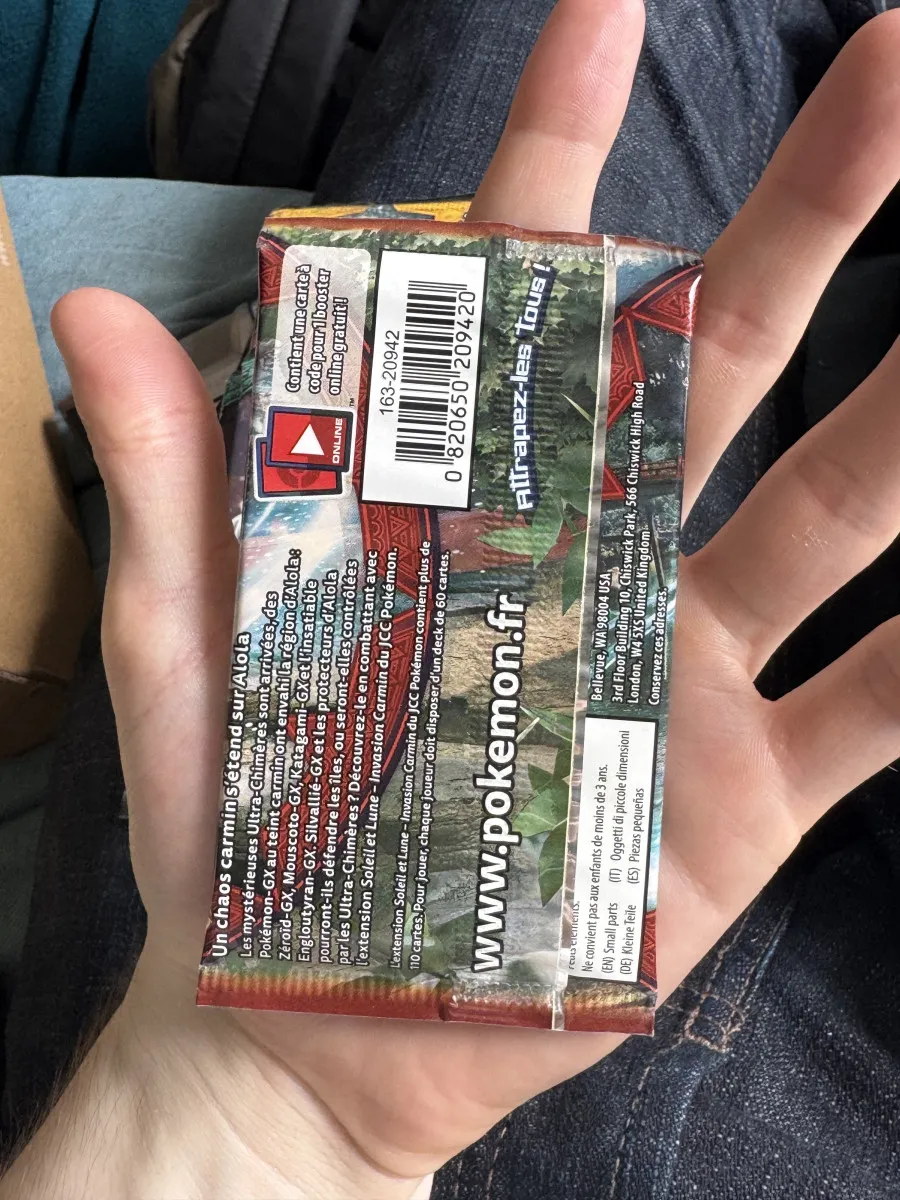 Un chaos carmin s'étend sur Alola
Les mystérieuses Ultra-Chimères sont arrivées, des
Pokémon-GX au teint carmin ont envahi la région d'Alola :
Zéroïd-GX, Mouscoto-GX, Katagami-GX et l'insatiable
Engloutyran-GX. Silvallié-GX et les protecteurs d'Alola
pourront-ils défendre les îles, ou seront-elles contrôlées
par les Ultra-Chimères ? Découvrez-le en combattant avec
l'extension Soleil et Lune – Invasion Carmin du JCC Pokémon.
L'extension Soleil et Lune – Invasion Carmin du JCC Pokémon contient plus de
110 cartes. Pour jouer, chaque joueur doit disposer d'un deck de 60 cartes.
www.pokemon.fr
ONLINE™
Contient une carte à
code pour 1 booster
online gratuit !
163-20942
0 820650 209420
Attrapez-les Tous !
Ne convient pas aux enfants de moins de 3 ans.
(EN) Small parts (IT) Oggetti di piccole dimensioni
(DE) Kleine Teile (ES) Piezas pequeñas
Bellevue, WA 98004 USA
3rd Floor Building 10, Chiswick Park, 566 Chiswick High Road
London, W4 5XS United Kingdom
Conservez ces adresses.